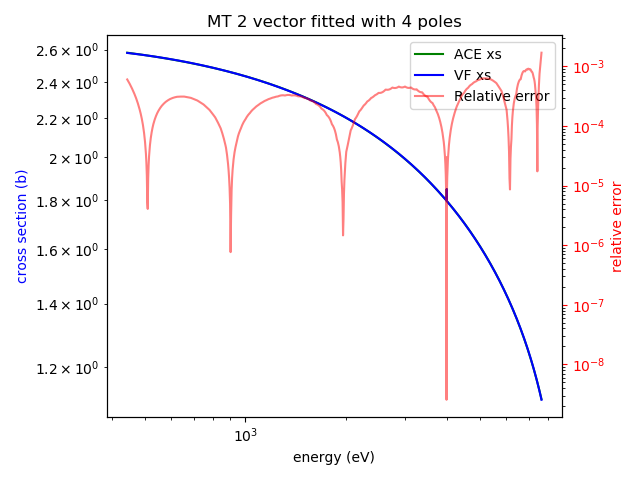 MT 2 vector fitted with 4 poles
ACE xs
VF xs
Relative error
cross section (b)
2.6 × 10⁰
2.4 × 10⁰
2.2 × 10⁰
2 × 10⁰
1.8 × 10⁰
1.6 × 10⁰
1.4 × 10⁰
1.2 × 10⁰
10⁻³
10⁻⁴
10⁻⁵
10⁻⁶
10⁻⁷
10⁻⁸
relative error
10³
energy (eV)